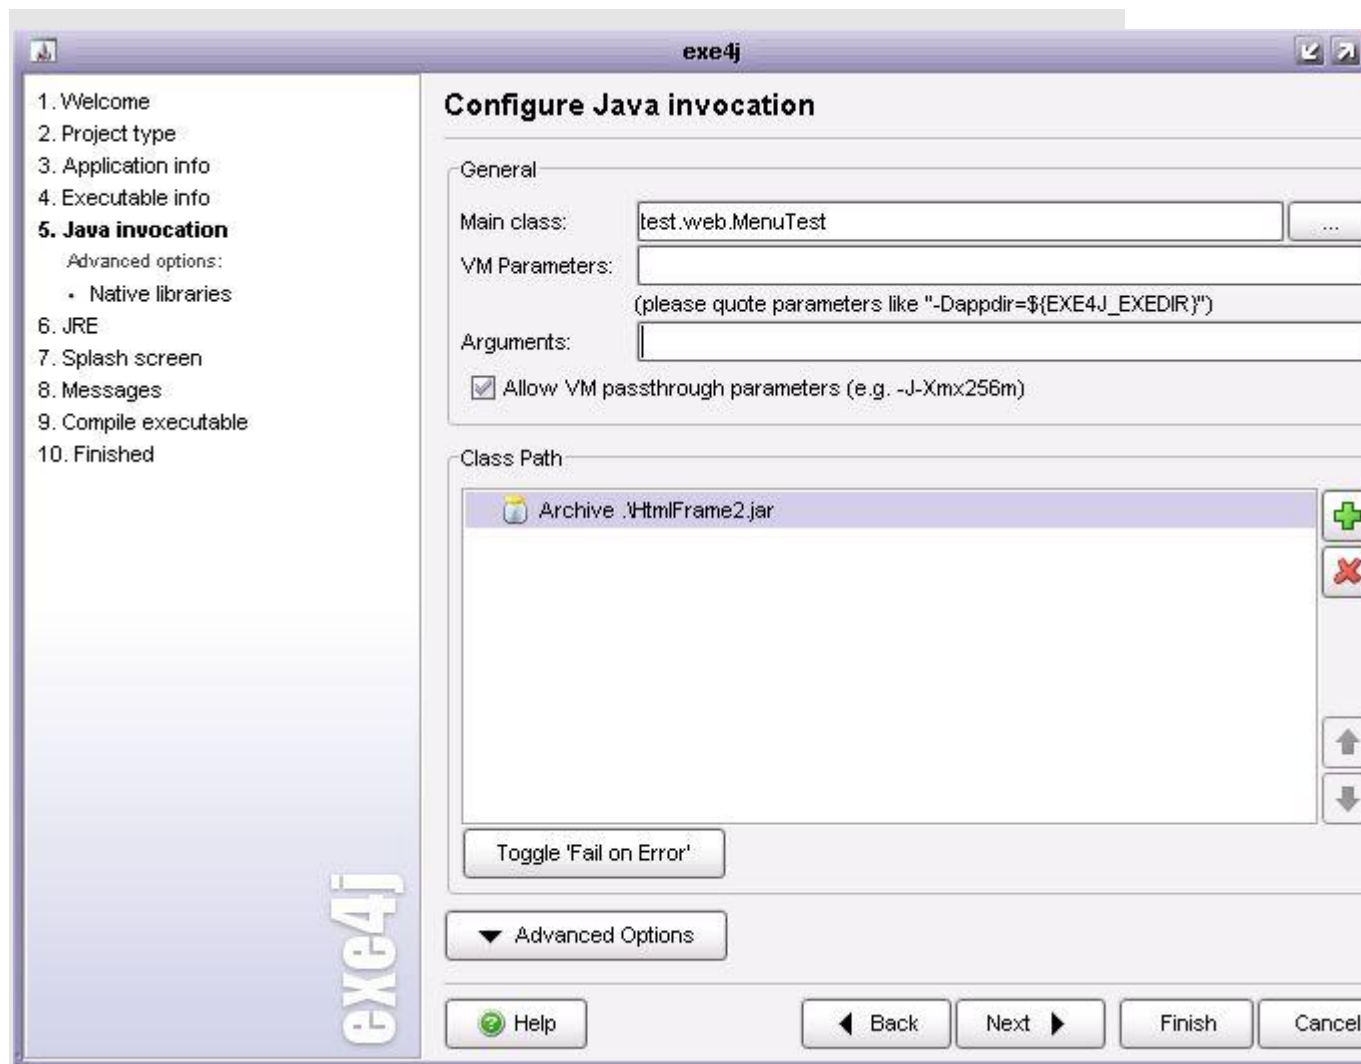 exe4j
1. Welcome
2. Project type
3. Application info
4. Executable info
5. Java invocation
Advanced options:
• Native libraries
6. JRE
7. Splash screen
8. Messages
9. Compile executable
10. Finished
exe4j
Configure Java invocation
General
Main class: test.web.MenuTest ...
VM Parameters:
(please quote parameters like "-Dappdir=${EXE4J_EXEDIR}")
Arguments:
Allow VM passthrough parameters (e.g. -J-Xmx256m)
Class Path
Archive .\HtmlFrame2.jar
Toggle 'Fail on Error'
Advanced Options
Help Back Next Finish Cancel